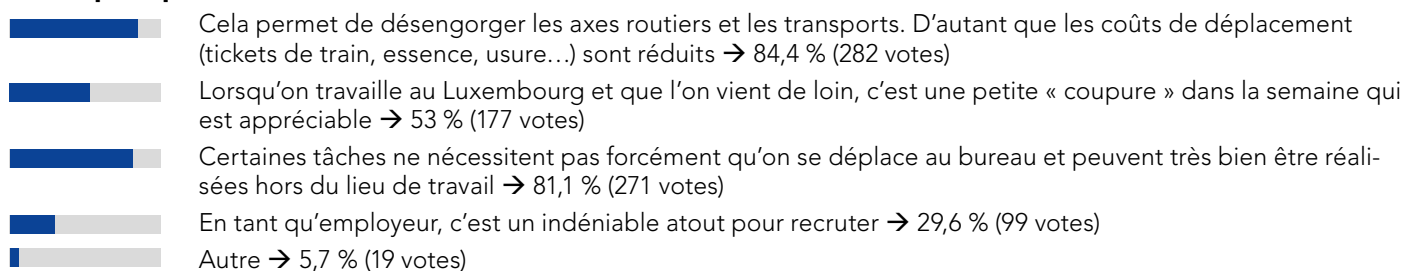 Cela permet de désengorger les axes routiers et les transports. D’autant que les coûts de déplacement
(tickets de train, essence, usure…) sont réduits → 84,4 % (282 votes)
Lorsqu’on travaille au Luxembourg et que l’on vient de loin, c’est une petite « coupure » dans la semaine qui
est appréciable → 53 % (177 votes)
Certaines tâches ne nécessitent pas forcément qu’on se déplace au bureau et peuvent très bien être réali-
sées hors du lieu de travail → 81,1 % (271 votes)
En tant qu’employeur, c’est un indéniable atout pour recruter → 29,6 % (99 votes)
Autre → 5,7 % (19 votes)